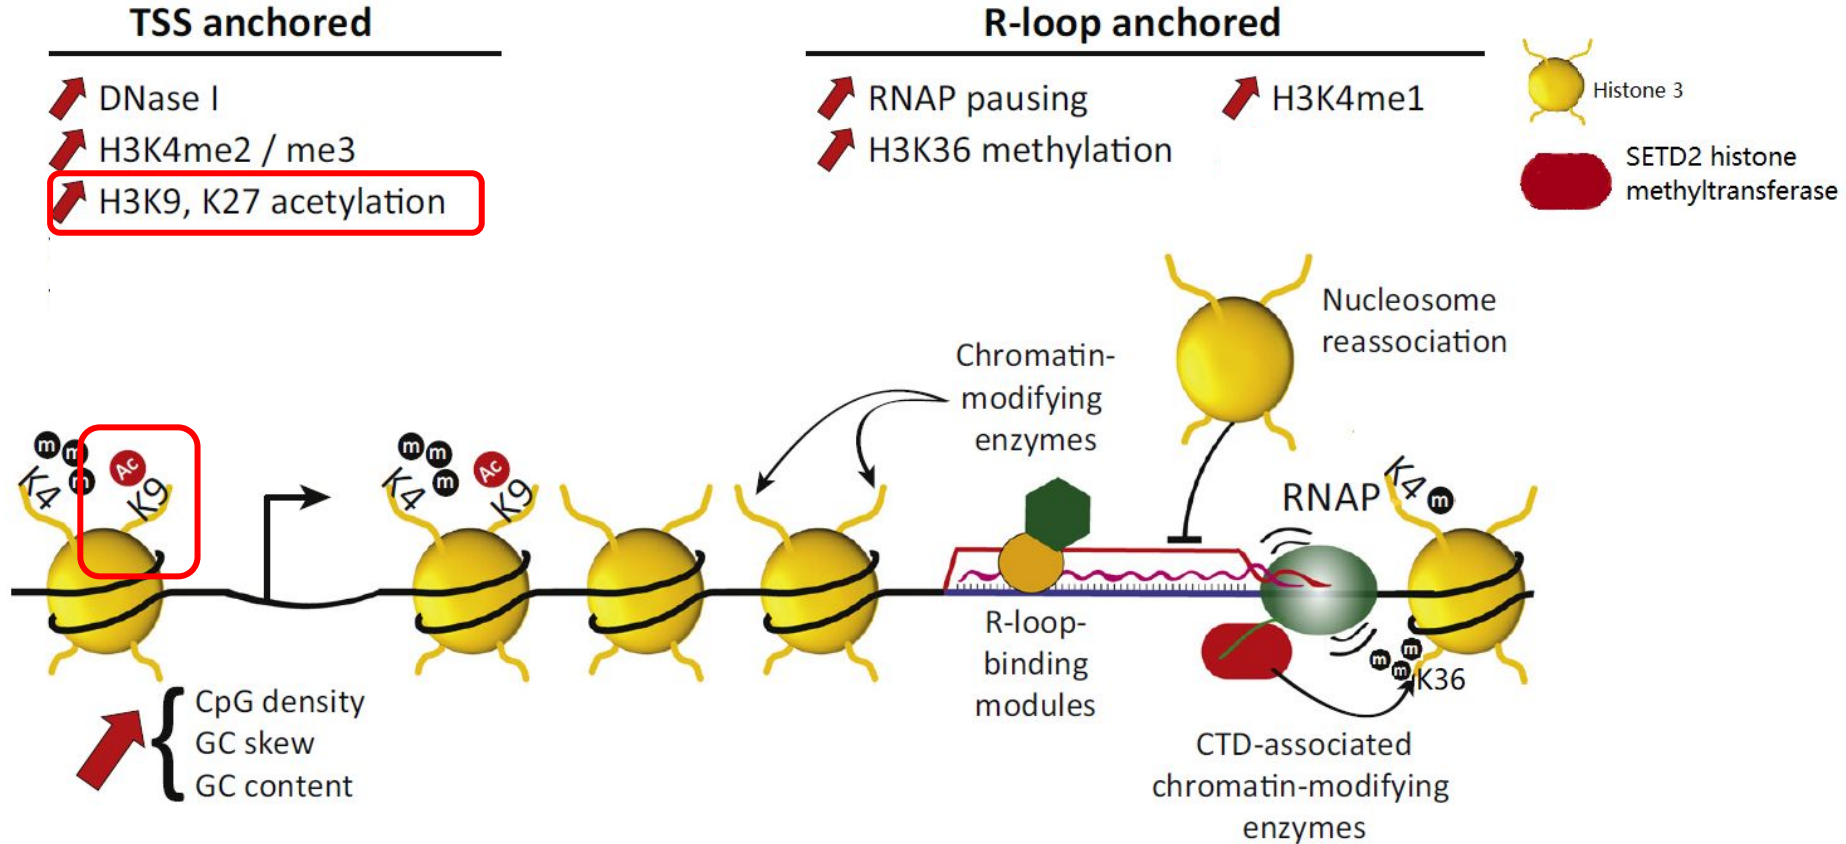 TSS anchored
DNase I
H3K4me2 / me3
H3K9, K27 acetylation
R-loop anchored
RNAP pausing
H3K36 methylation
H3K4me1
Histone 3
SETD2 histone
methyltransferase
Nucleosome
reassociation
Chromatin-
modifying
enzymes
m
m
m
K4
Ac
K9
m
m
m
K4
Ac
K9
RNAP
K4
m
R-loop-
binding
modules
m
m
m
K36
CpG density
GC skew
GC content
CTD-associated
chromatin-modifying
enzymes